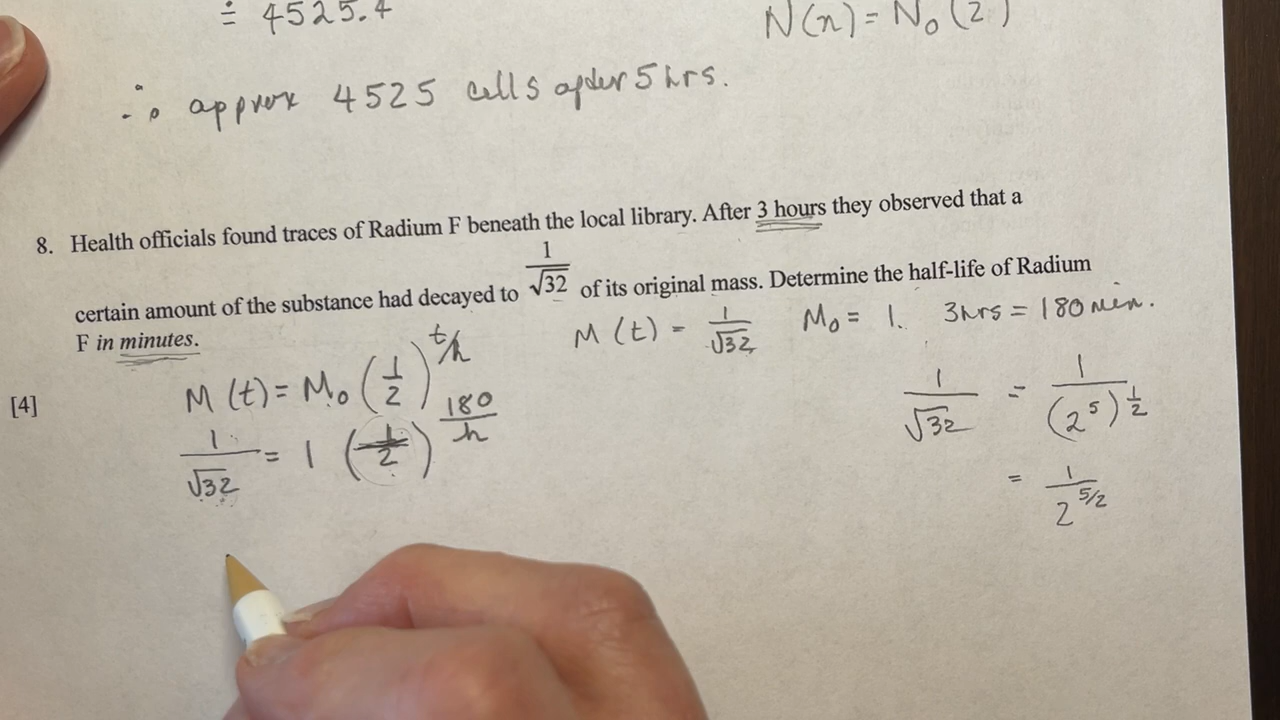 ≐ 4525.4
N(n) = N₀(2)
∴ approx 4525 cells after 5 hrs.
8. Health officials found traces of Radium F beneath the local library. After 3 hours they observed that a
certain amount of the substance had decayed to 1/√32 of its original mass. Determine the half-life of Radium
F in minutes.
M(t) = 1/√32 M₀ = 1. 3hrs = 180 min.
[4]
M(t) = M₀(1/2)^(t/h)
1/√32 = 1(1/2)^(180/h)
1/√32 = 1/(2⁵)^(1/2)
= 1/2^(5/2)